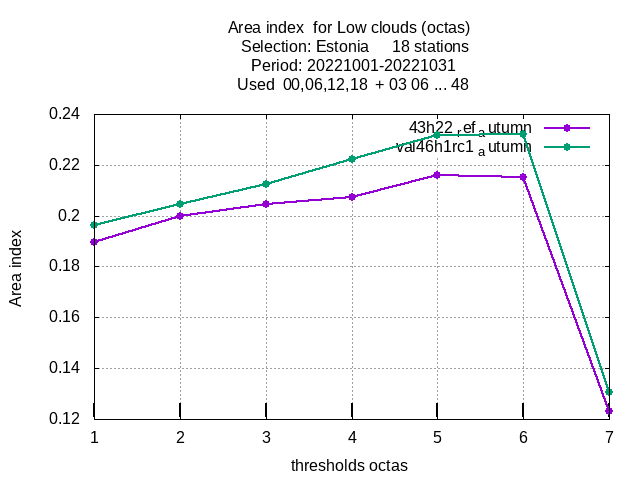 Area index  for Low clouds (octas)
Selection: Estonia     18 stations
Period: 20221001-20221031
Used  00,06,12,18  + 03 06 ... 48
0.24
43h22_ref_autumn
val46h1rc1_autumn
0.22
0.2
0.18
0.16
0.14
0.12
Area index
1 2 3 4 5 6 7
thresholds octas